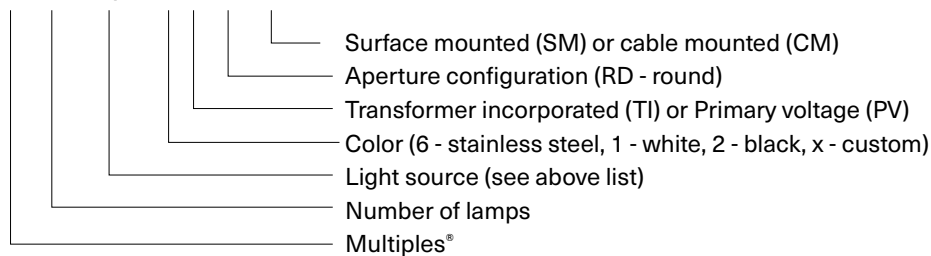 Surface mounted (SM) or cable mounted (CM)
Aperture configuration (RD - round)
Transformer incorporated (TI) or Primary voltage (PV)
Color (6 - stainless steel, 1 - white, 2 - black, x - custom)
Light source (see above list)
Number of lamps
Multiples®